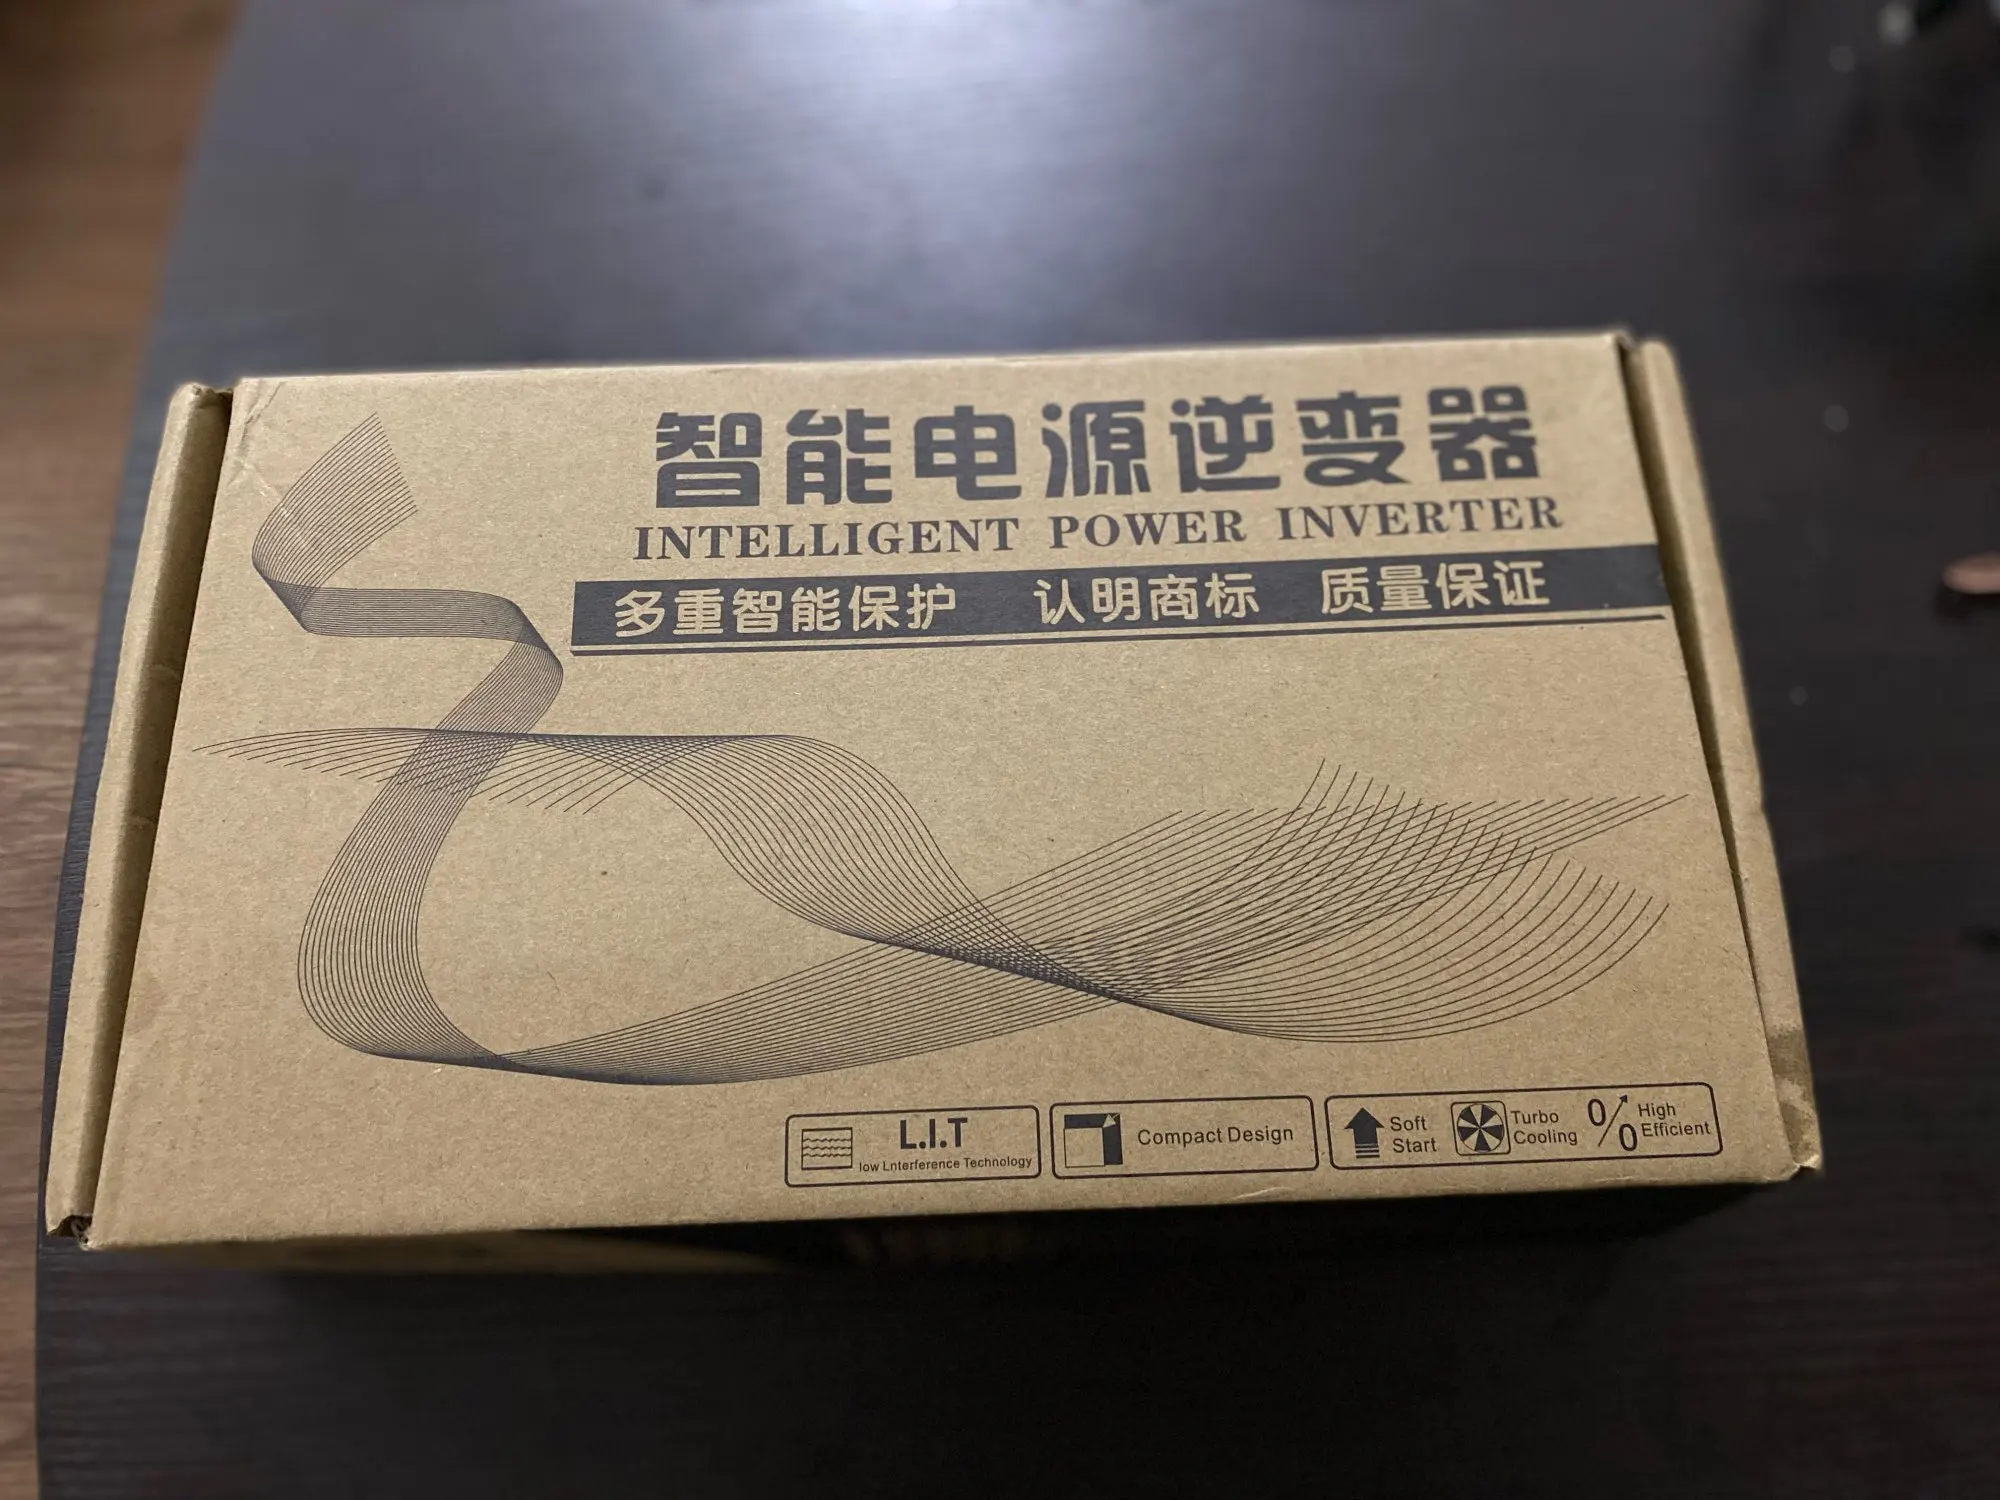 智能电源逆变器
INTELLIGENT POWER INVERTER
多重智能保护 认明商标 质量保证
L.I.T
low Lnterference Technology
Compact Design
Soft
Start
Turbo
Cooling
%
High
Efficient